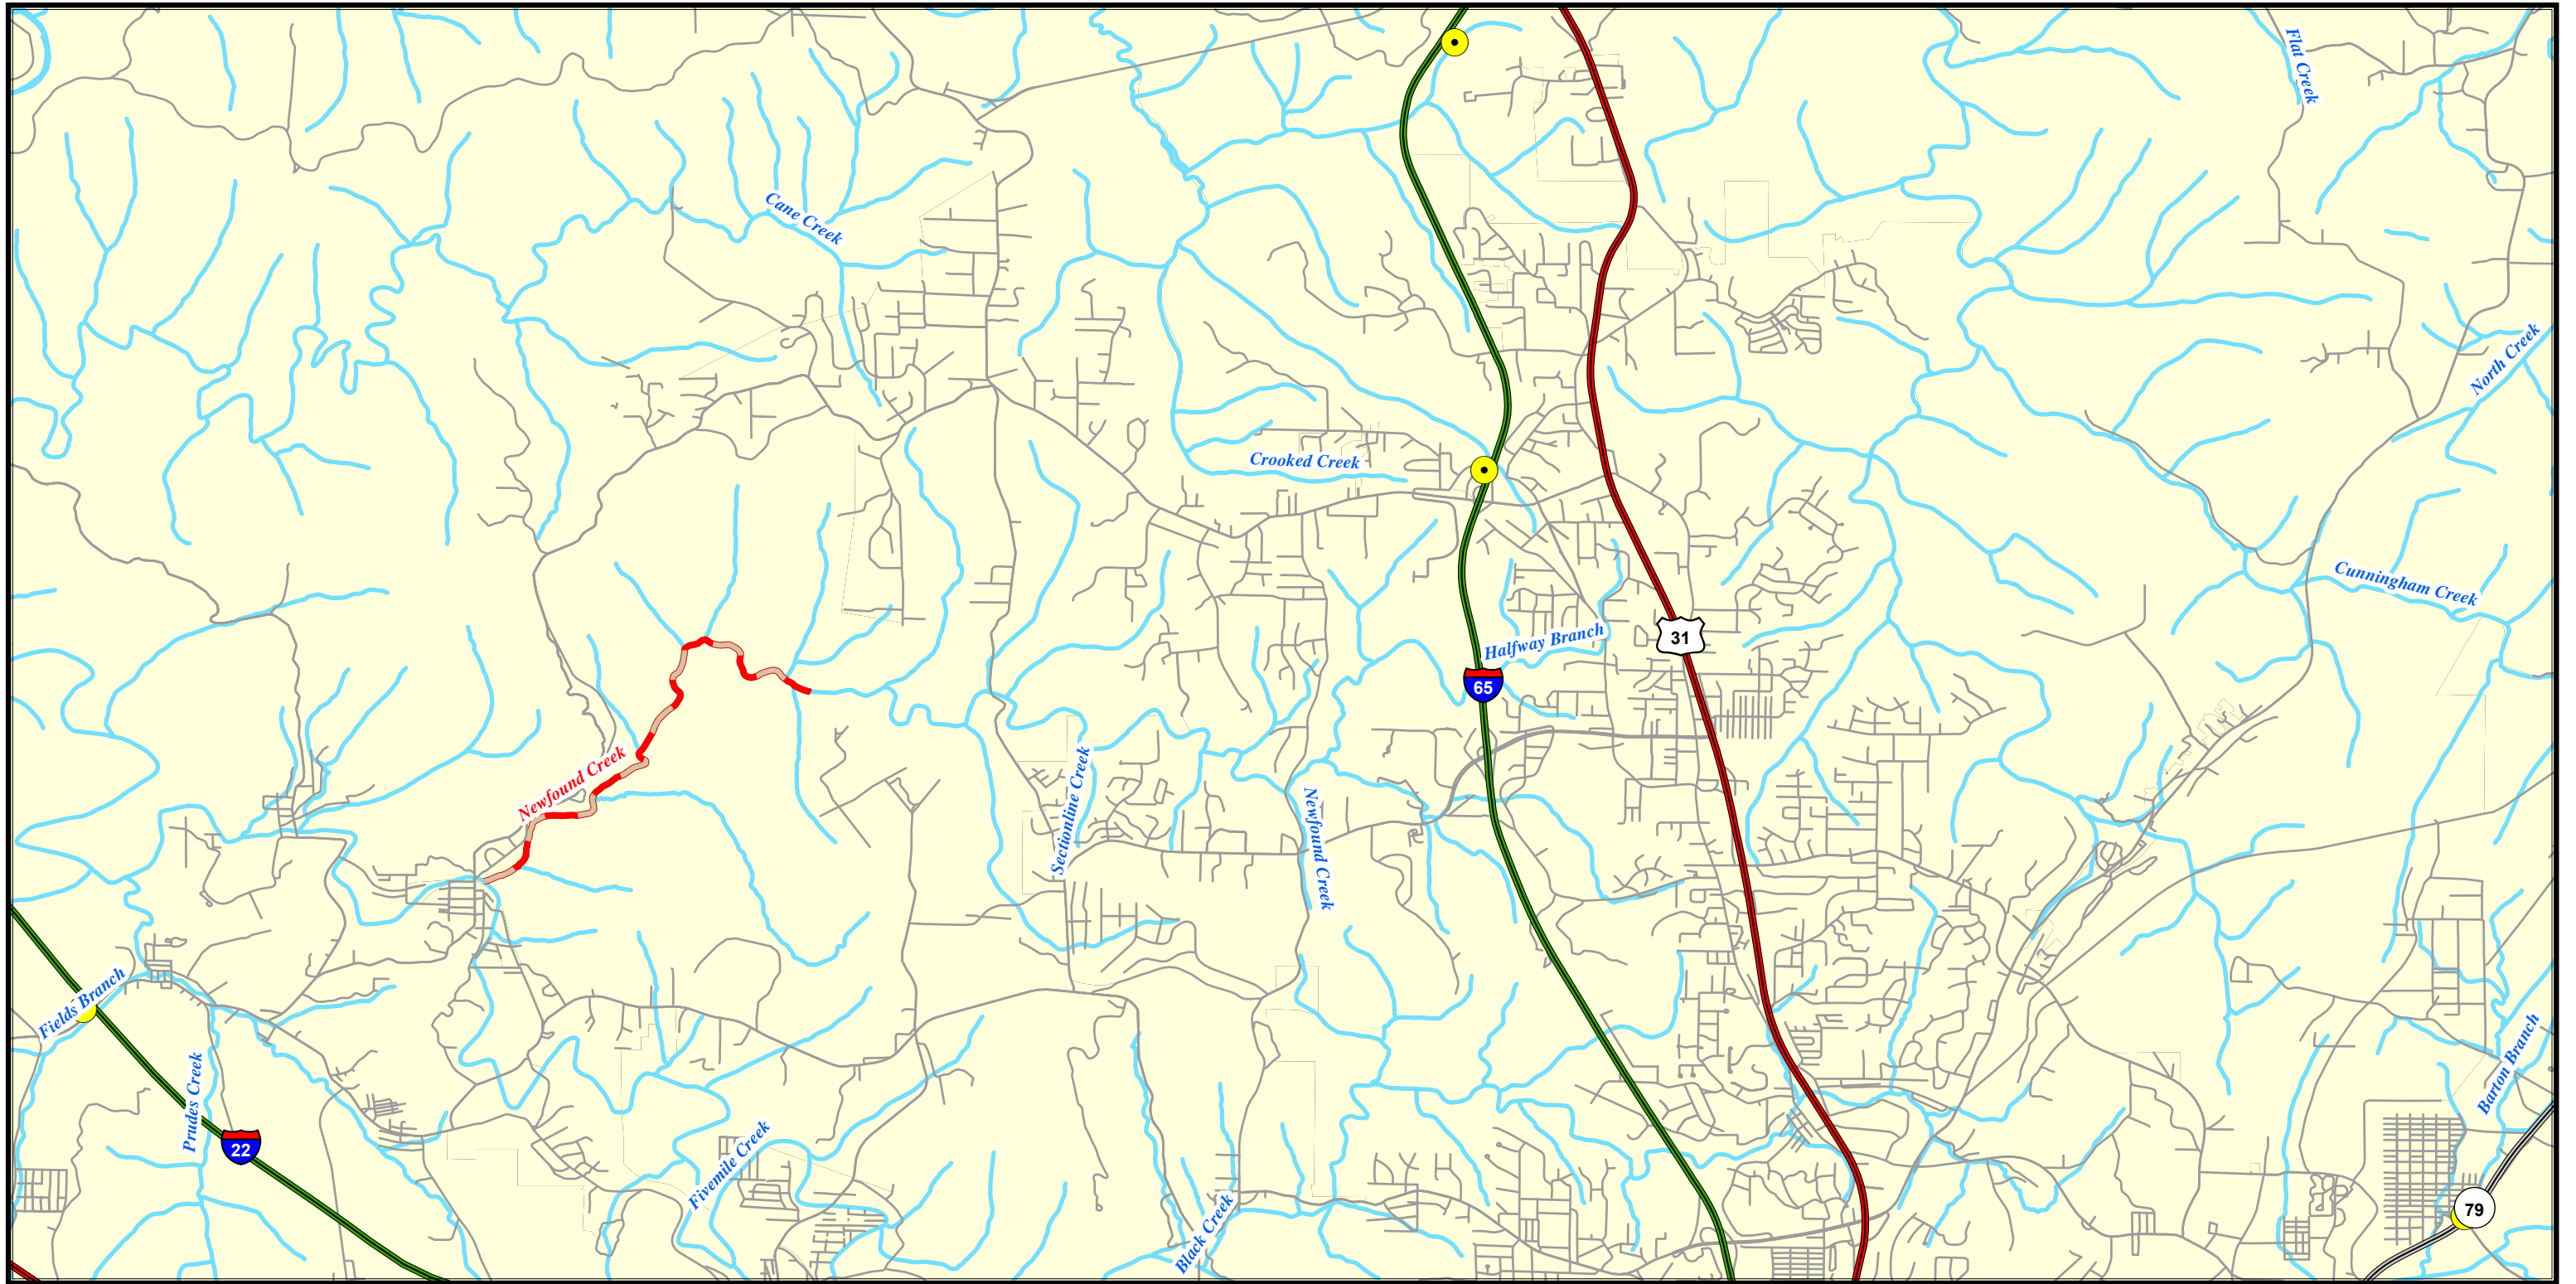 Flat Creek
Cane Creek
North Creek
Crooked Creek
Cunningham Creek
31
Halfway Branch
65
Newfound Creek
Sectionline Creek
Newfound Creek
Fields Branch
Prudes Creek
Barton Branch
22
Fivemile Creek
Black Creek
79